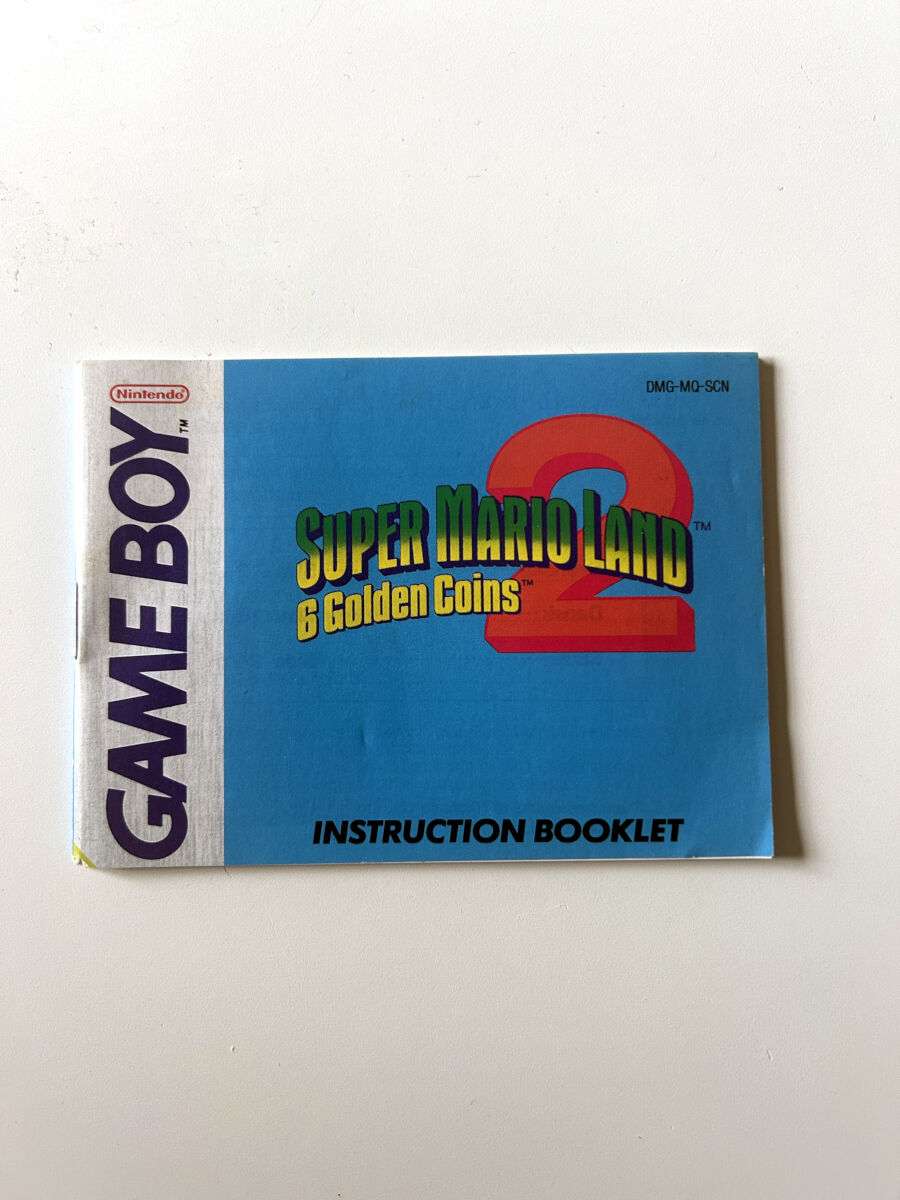 Nintendo®
GAME BOY™
DMG-MQ-SCN
2
SUPER MARIO LAND™
6 Golden Coins™
INSTRUCTION BOOKLET